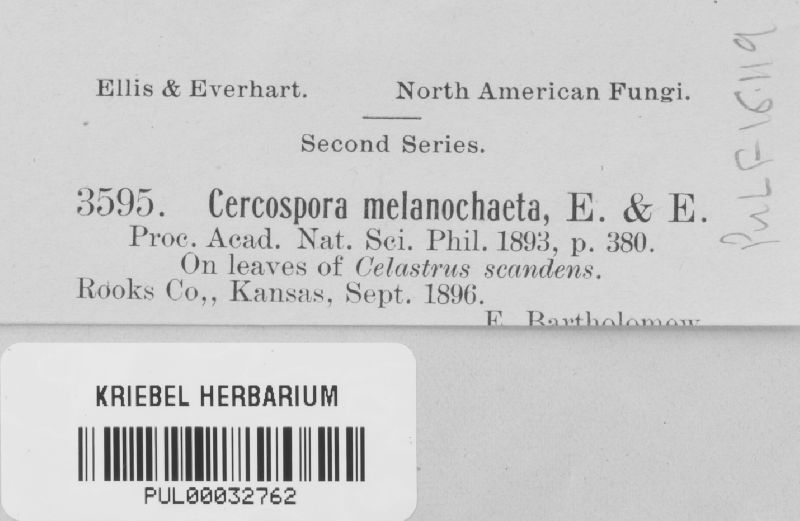 Ellis & Everhart. North American Fungi.
Second Series.
3595. Cercospora melanochaeta, E. & E.
Proc. Acad. Nat. Sci. Phil. 1893, p. 380.
On leaves of Celastrus scandens.
Rooks Co,, Kansas, Sept. 1896.
E. Bartholomew
PUL F 16119
KRIEBEL HERBARIUM
PUL00032762